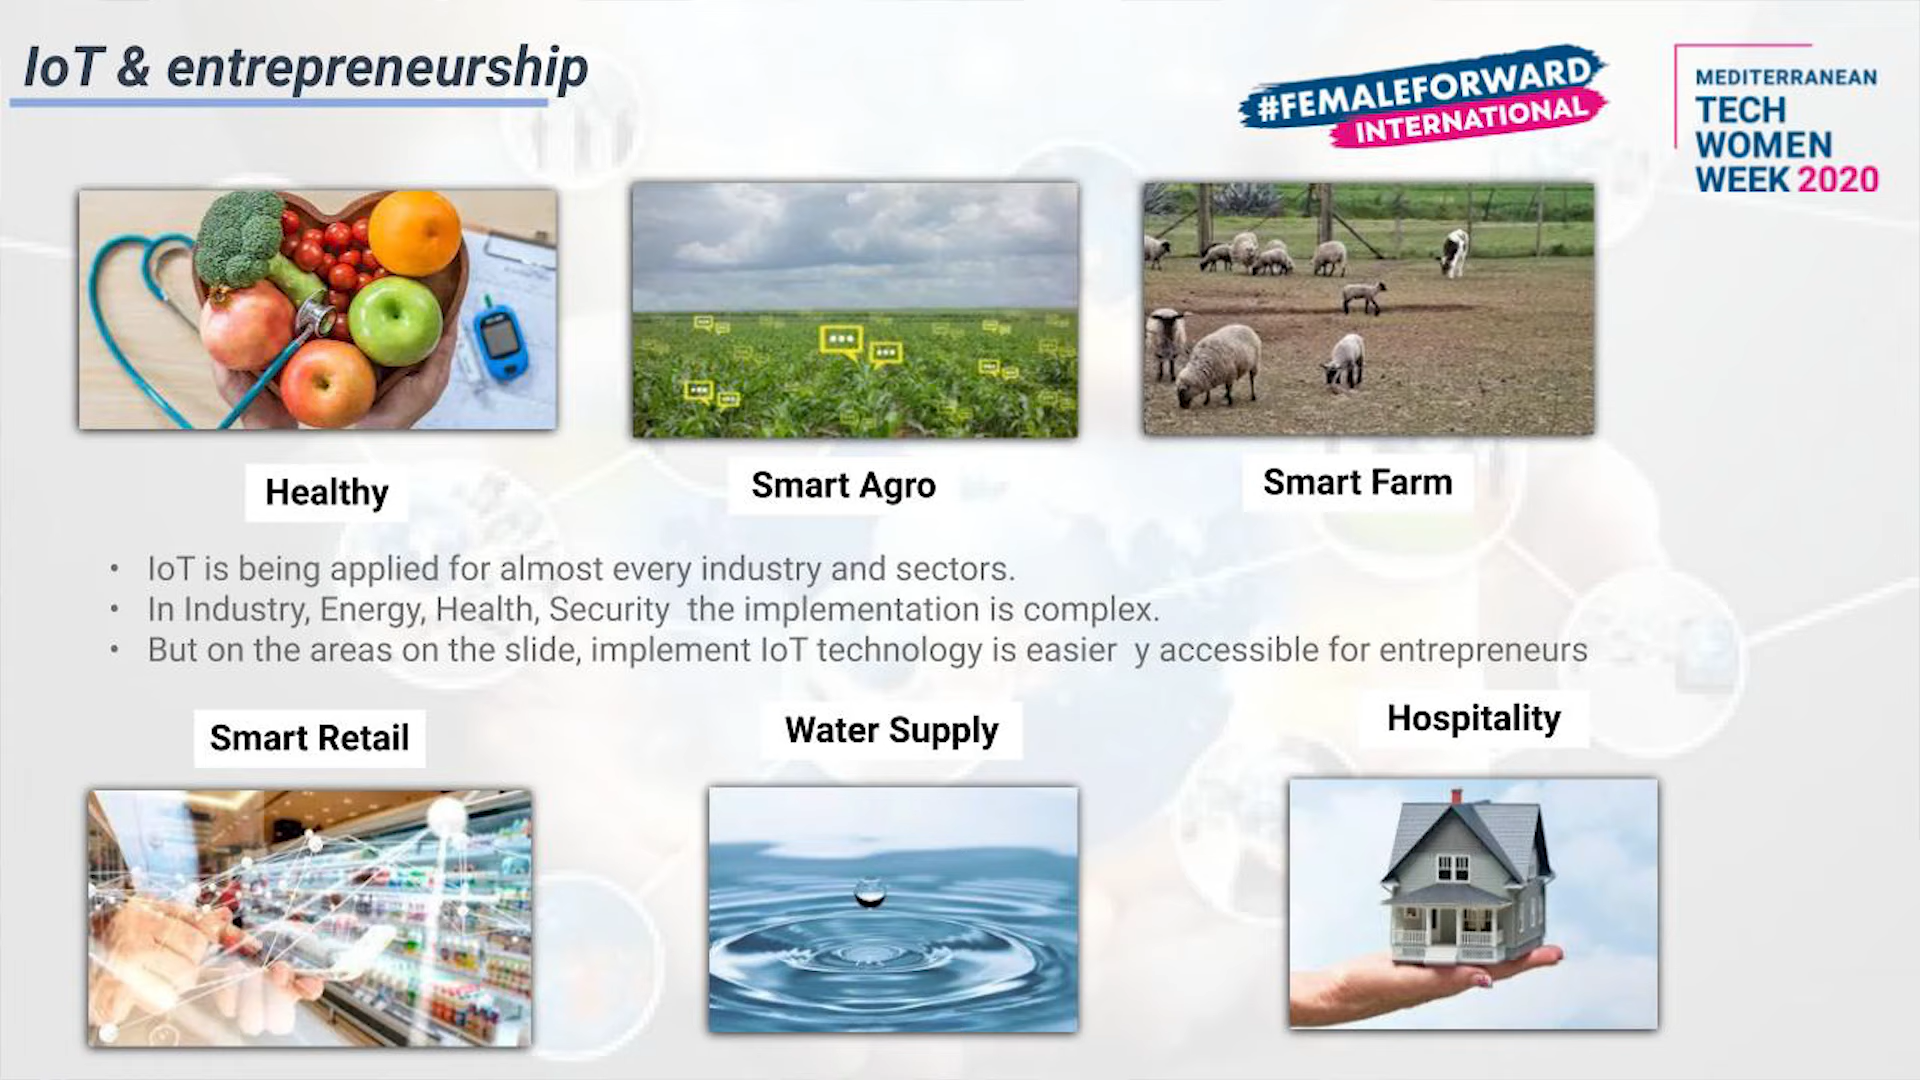 IoT & entrepreneurship
#FEMALEFORWARD
INTERNATIONAL
MEDITERRANEAN
TECH
WOMEN
WEEK 2020
Healthy
Smart Agro
Smart Farm
• IoT is being applied for almost every industry and sectors.
• In Industry, Energy, Health, Security  the implementation is complex.
• But on the areas on the slide, implement IoT technology is easier  y accessible for entrepreneurs
Smart Retail
Water Supply
Hospitality